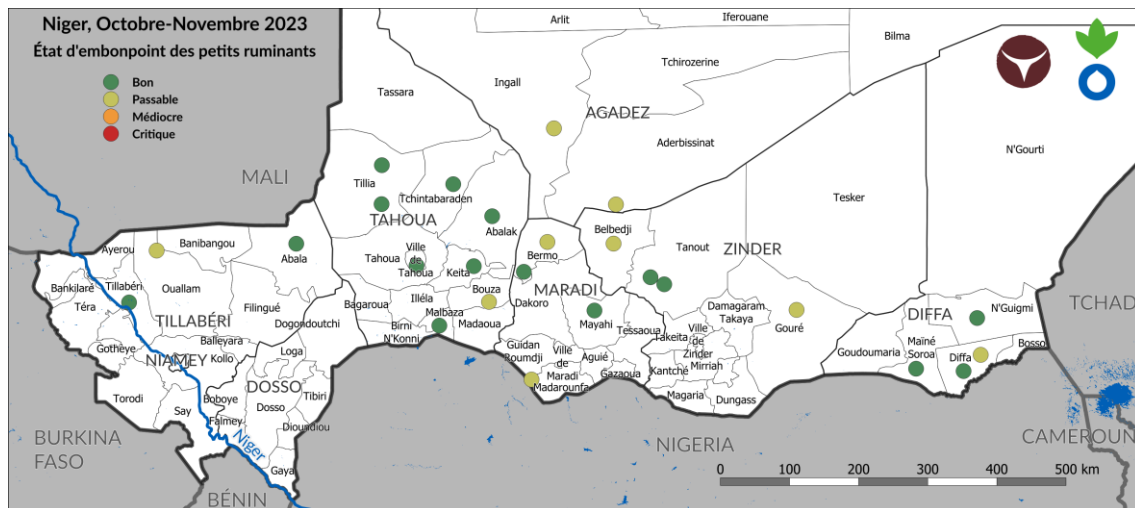 Niger, Octobre-Novembre 2023
État d'embonpoint des petits ruminants
Bon
Passable
Médiocre
Critique
Arlit
Iferouane
Bilma
Tchirozerine
Ingall
Tassara
AGADEZ
Aderbissinat
N'Gourti
MALI
Tillia
Tchintabaraden
Tesker
TAHOUA
Abalak
Belbedji
Tanout
ZINDER
Ayerou
Banibangou
Abala
Tahoua
Ville
de
Tahoua
Keita
Bermo
Bankilaré
Tillabéri
Ouallam
Téra
Filingué
Bagaroua
Illéla
Bouza
Dakoro
MARADI
Damagaram
Takaya
Gouré
DIFFA
N'Guigmi
TCHAD
TILLABÉRI
Dogondoutchi
Birni
N'Konni
Malbaza
Madaoua
Mayahi
Tessaoua
Takeita
Ville
de
Zinder
Mirriah
Goudoumaria
Maïné
Soroa
Diffa
Bosso
Gotheye
Balleyara
NIAMEY
Kollo
Loga
Guidan
Roumdji
Ville
de
Maradi
Madarounfa
Aguié
Gazaoua
Kantché
Magaria
Dungass
Torodi
Say
Boboye
DOSSO
Dosso
Tibiri
Falmey
Dioundiou
Niger
Gaya
BURKINA
FASO
BÉNIN
NIGERIA
CAMEROUN
0 100 200 300 400 500 km